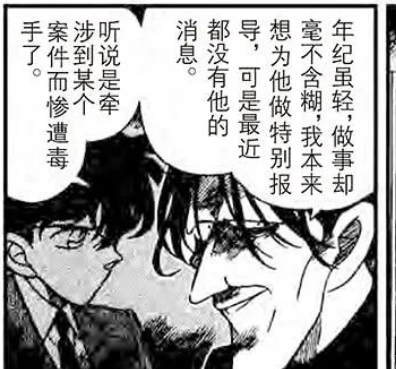 年纪虽轻，做事却
毫不含糊，我本来
想为他做特别报
导，可是最近
都没有他的
消息。
听说是牵
涉到某个
案件而惨遭毒
手了。